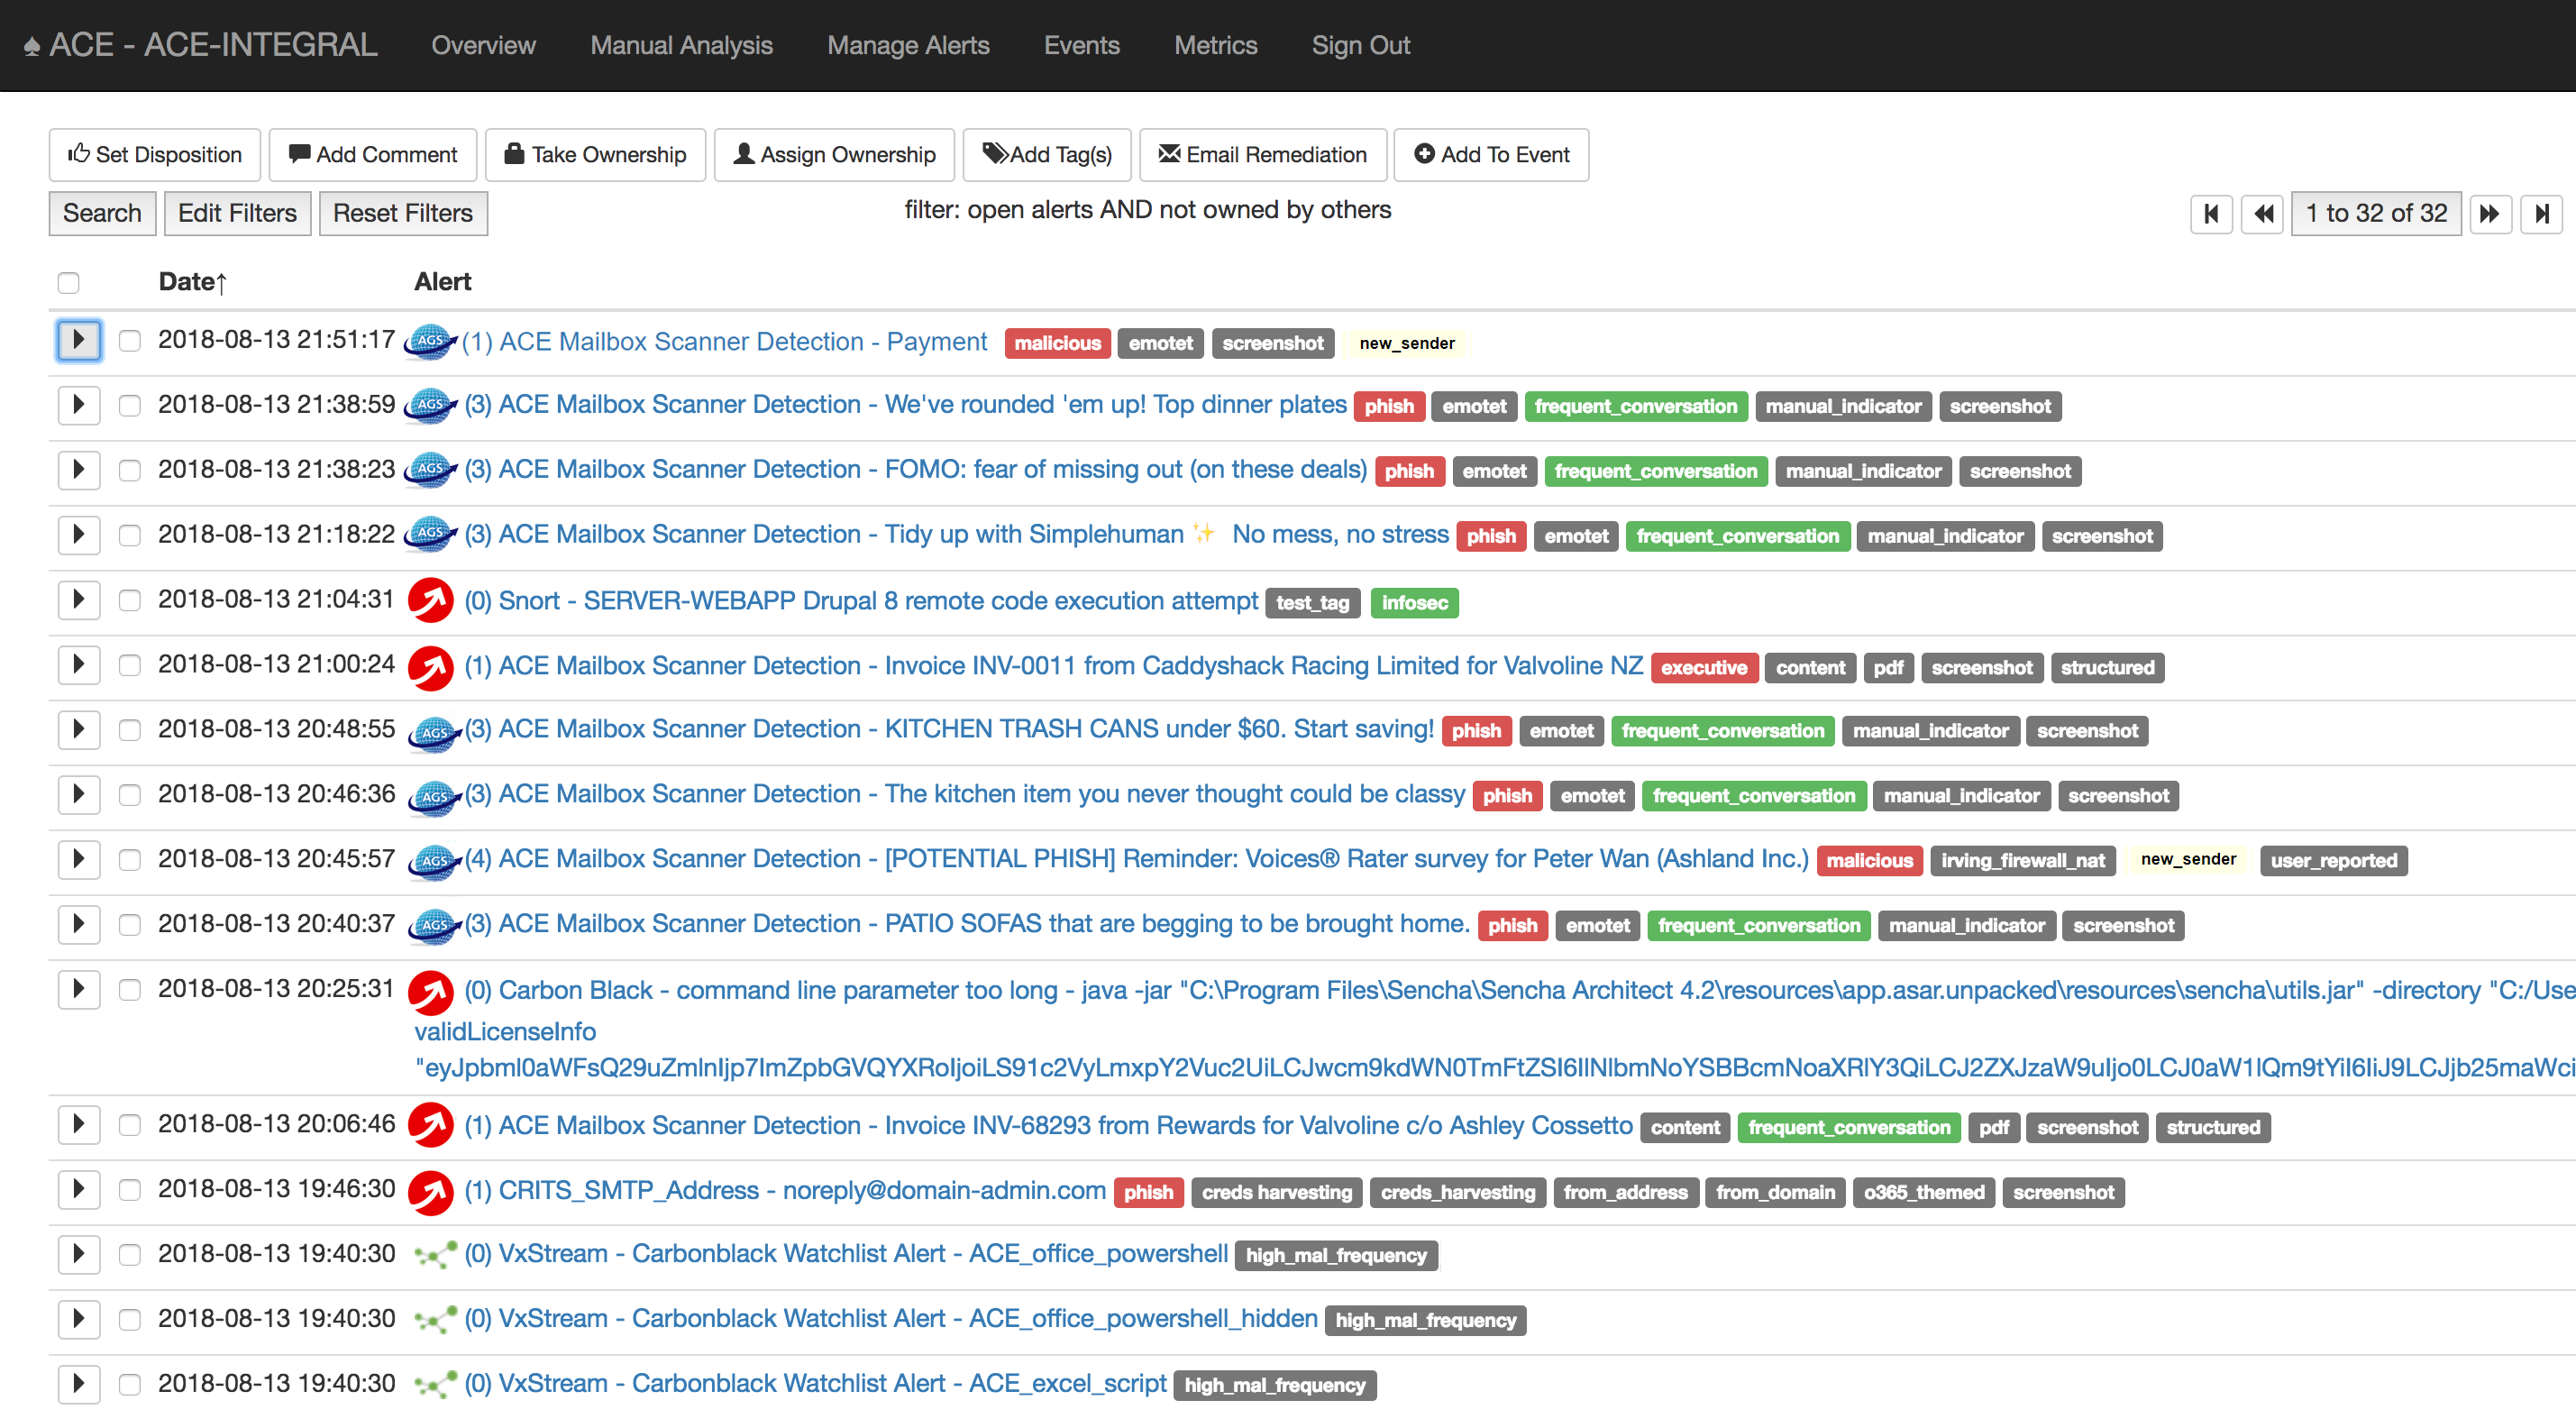 ♠ ACE - ACE-INTEGRAL Overview Manual Analysis Manage Alerts Events Metrics Sign Out
Set Disposition Add Comment Take Ownership Assign Ownership Add Tag(s) Email Remediation Add To Event
Search Edit Filters Reset Filters filter: open alerts AND not owned by others 1 to 32 of 32
Date↑ Alert
2018-08-13 21:51:17 AGS (1) ACE Mailbox Scanner Detection - Payment malicious emotet screenshot new_sender
2018-08-13 21:38:59 AGS (3) ACE Mailbox Scanner Detection - We've rounded 'em up! Top dinner plates phish emotet frequent_conversation manual_indicator screenshot
2018-08-13 21:38:23 AGS (3) ACE Mailbox Scanner Detection - FOMO: fear of missing out (on these deals) phish emotet frequent_conversation manual_indicator screenshot
2018-08-13 21:18:22 AGS (3) ACE Mailbox Scanner Detection - Tidy up with Simplehuman ✨ No mess, no stress phish emotet frequent_conversation manual_indicator screenshot
2018-08-13 21:04:31 (0) Snort - SERVER-WEBAPP Drupal 8 remote code execution attempt test_tag infosec
2018-08-13 21:00:24 (1) ACE Mailbox Scanner Detection - Invoice INV-0011 from Caddyshack Racing Limited for Valvoline NZ executive content pdf screenshot structured
2018-08-13 20:48:55 AGS (3) ACE Mailbox Scanner Detection - KITCHEN TRASH CANS under $60. Start saving! phish emotet frequent_conversation manual_indicator screenshot
2018-08-13 20:46:36 AGS (3) ACE Mailbox Scanner Detection - The kitchen item you never thought could be classy phish emotet frequent_conversation manual_indicator screenshot
2018-08-13 20:45:57 AGS (4) ACE Mailbox Scanner Detection - [POTENTIAL PHISH] Reminder: Voices® Rater survey for Peter Wan (Ashland Inc.) malicious irving_firewall_nat new_sender user_reported
2018-08-13 20:40:37 AGS (3) ACE Mailbox Scanner Detection - PATIO SOFAS that are begging to be brought home. phish emotet frequent_conversation manual_indicator screenshot
2018-08-13 20:25:31 (0) Carbon Black - command line parameter too long - java -jar "C:\Program Files\Sencha\Sencha Architect 4.2\resources\app.asar.unpacked\resources\sencha\utils.jar" -directory "C:/Use
validLicenseInfo
2018-08-13 20:06:46 (1) ACE Mailbox Scanner Detection - Invoice INV-68293 from Rewards for Valvoline c/o Ashley Cossetto content frequent_conversation pdf screenshot structured
2018-08-13 19:46:30 (1) CRITS_SMTP_Address - noreply@domain-admin.com phish creds harvesting creds_harvesting from_address from_domain o365_themed screenshot
2018-08-13 19:40:30 (0) VxStream - Carbonblack Watchlist Alert - ACE_office_powershell high_mal_frequency
2018-08-13 19:40:30 (0) VxStream - Carbonblack Watchlist Alert - ACE_office_powershell_hidden high_mal_frequency
2018-08-13 19:40:30 (0) VxStream - Carbonblack Watchlist Alert - ACE_excel_script high_mal_frequency